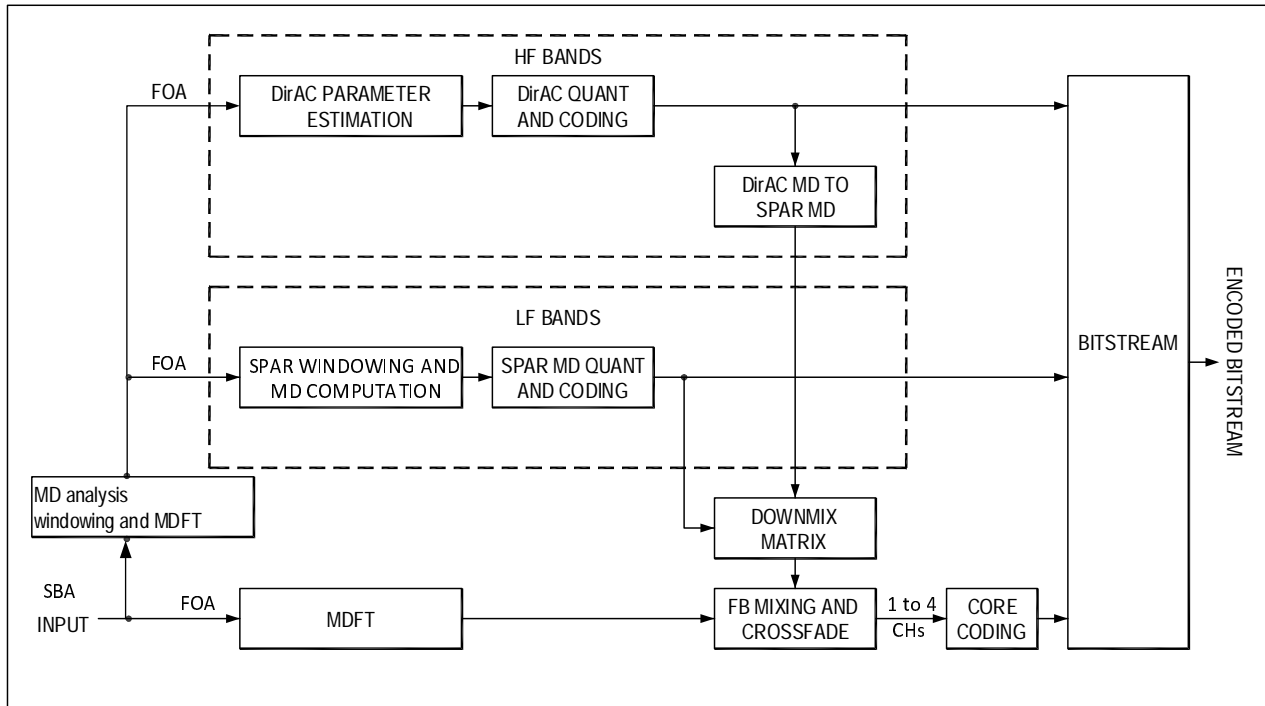 HF BANDS
FOA
DirAC PARAMETER
ESTIMATION
DirAC QUANT
AND CODING
DirAC MD TO
SPAR MD
LF BANDS
FOA
SPAR WINDOWING AND
MD COMPUTATION
SPAR MD QUANT
AND CODING
BITSTREAM
ENCODED BITSTREAM
MD analysis
windowing and MDFT
DOWNMIX
MATRIX
SBA
INPUT
FOA
MDFT
FB MIXING AND
CROSSFADE
1 to 4
CHs
CORE
CODING